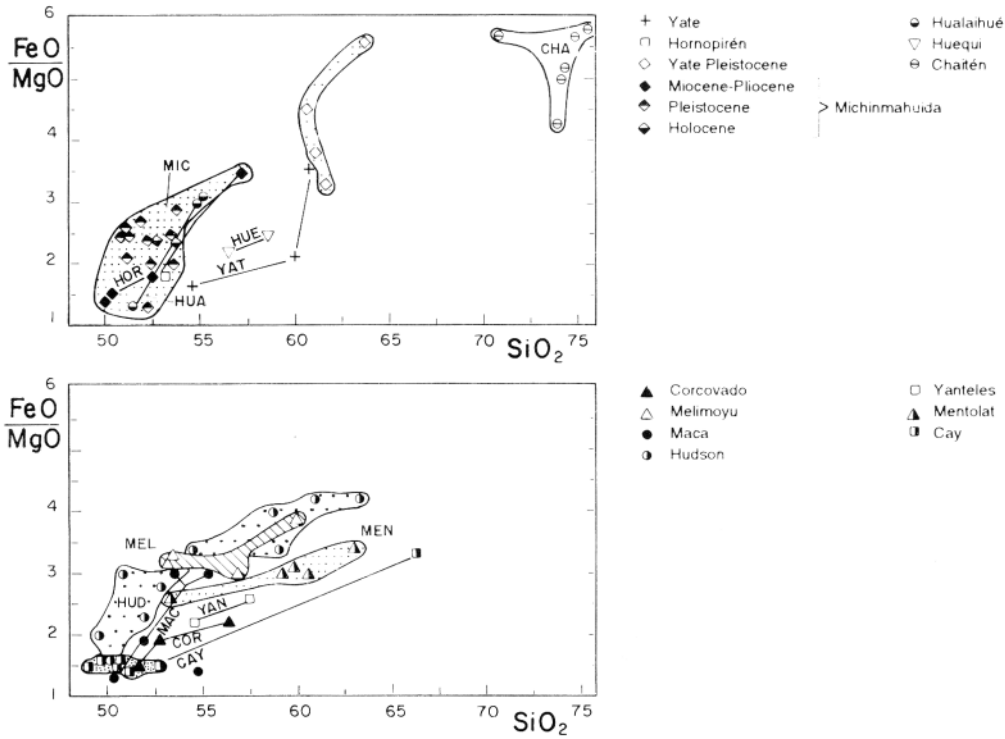 6
5
4
3
2
1
FeO
MgO
50
55
60
65
70
75
SiO2
MIC
HOR
HUA
HUE
YAT
CHA
Yate
Hornopirén
Yate Pleistocene
Miocene-Pliocene
Pleistocene
Holocene
> Michinmahuida
Hualaihué
Huequi
Chaitén
6
5
4
3
2
1
FeO
MgO
50
55
60
65
70
75
SiO2
MEL
HUD
MAC
YAN
COR
CAY
MEN
Corcovado
Melimoyu
Maca
Hudson
Yanteles
Mentolat
Cay